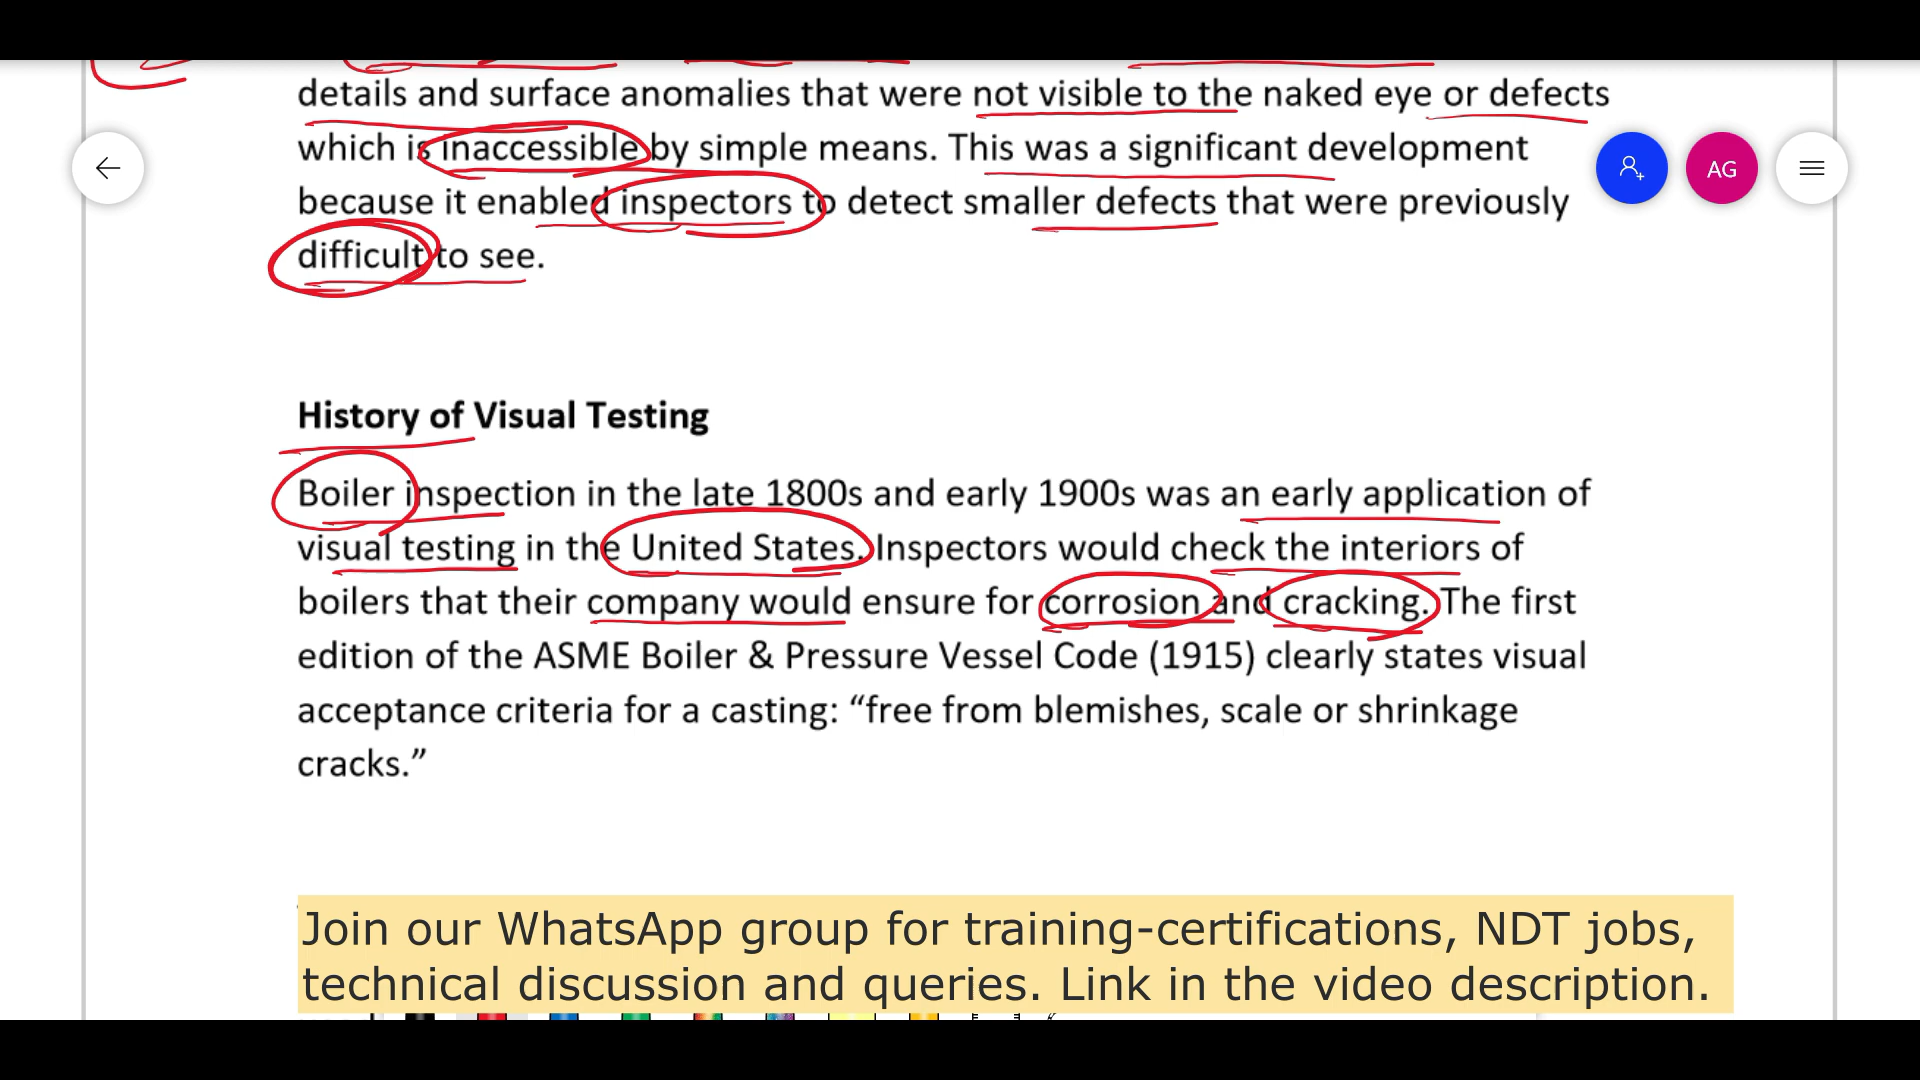 details and surface anomalies that were not visible to the naked eye or defects
which is inaccessible by simple means. This was a significant development
because it enabled inspectors to detect smaller defects that were previously
difficult to see.
AG
History of Visual Testing
Boiler inspection in the late 1800s and early 1900s was an early application of
visual testing in the United States. Inspectors would check the interiors of
boilers that their company would ensure for corrosion and cracking. The first
edition of the ASME Boiler & Pressure Vessel Code (1915) clearly states visual
acceptance criteria for a casting: “free from blemishes, scale or shrinkage
cracks.”
Join our WhatsApp group for training-certifications, NDT jobs,
technical discussion and queries. Link in the video description.